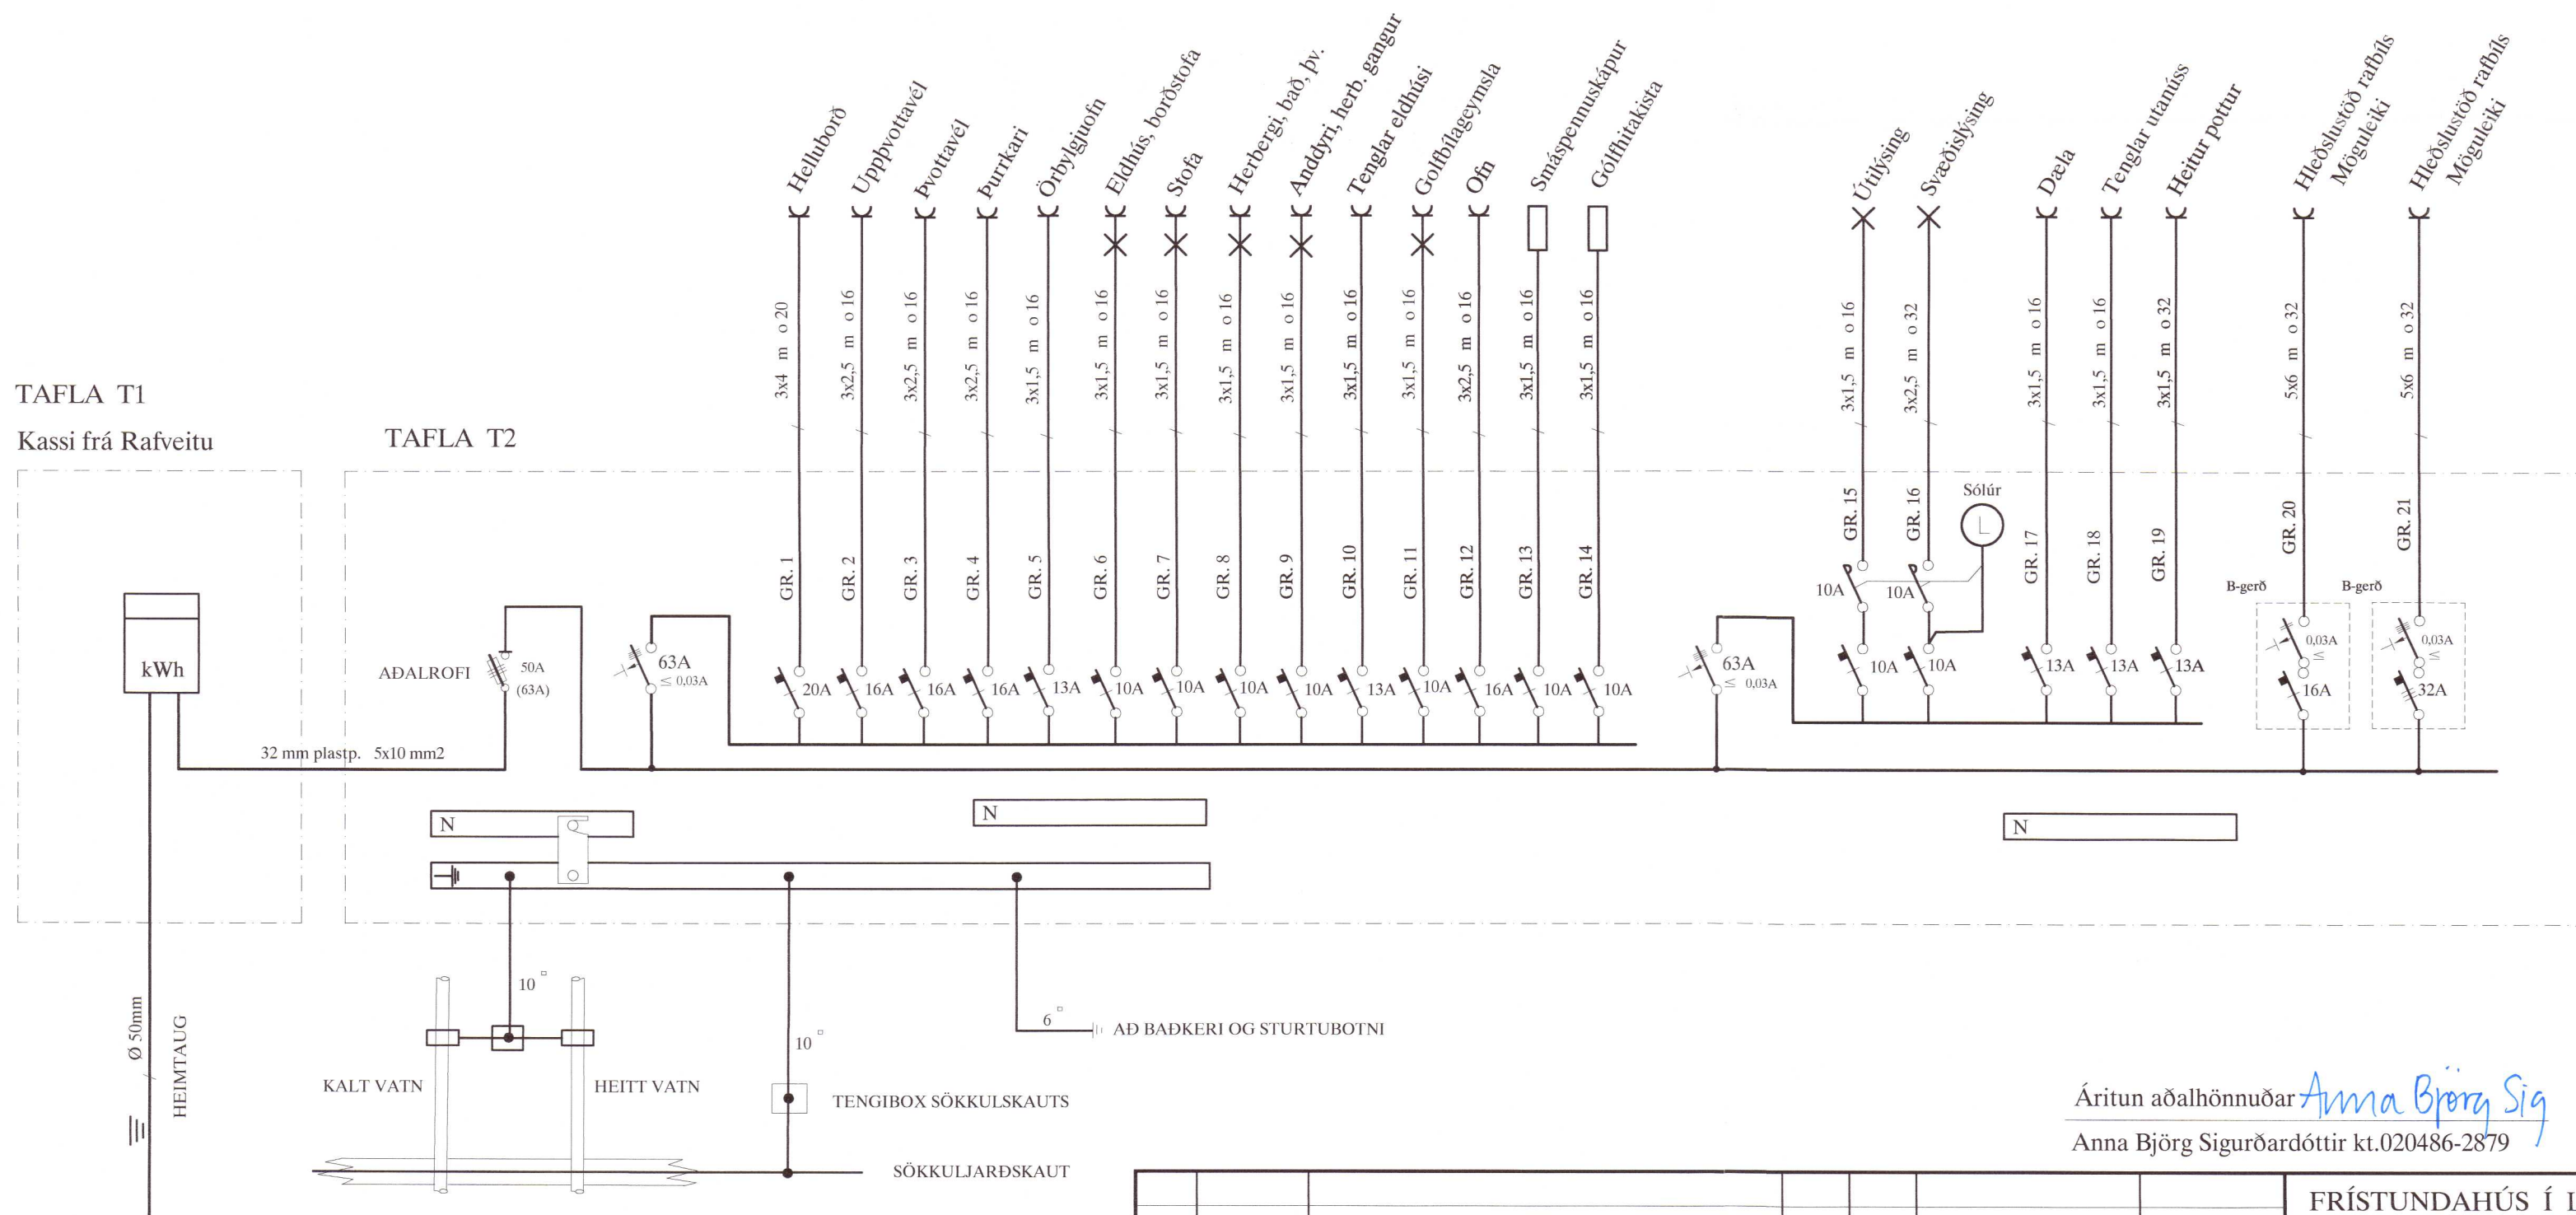 Helluborð
Uppþvottavél
Þvottavél
Þurrkari
Örbylgjuofn
Eldhús, borðstofa
Stofa
Herbergi, bað, þv.
Anddyri, herb. gangur
Tenglar eldhúsi
Golfbílageymsla
Ofn
Smáspennuskápur
Gólfhitakista
Útilýsing
Svæðislýsing
Dæla
Tenglar utanúss
Heitur pottur
Hleðslustöð rafbíls
Möguleiki
Hleðslustöð rafbíls
Möguleiki
3x4 m o 20
3x2,5 m o 16
3x2,5 m o 16
3x2,5 m o 16
3x1,5 m o 16
3x1,5 m o 16
3x1,5 m o 16
3x1,5 m o 16
3x1,5 m o 16
3x1,5 m o 16
3x1,5 m o 16
3x2,5 m o 16
3x1,5 m o 16
3x1,5 m o 16
3x1,5 m o 16
3x2,5 m o 32
3x1,5 m o 16
3x1,5 m o 16
3x1,5 m o 32
5x6 m o 32
5x6 m o 32
TAFLA T1
Kassi frá Rafveitu
TAFLA T2
GR. 1
GR. 2
GR. 3
GR. 4
GR. 5
GR. 6
GR. 7
GR. 8
GR. 9
GR. 10
GR. 11
GR. 12
GR. 13
GR. 14
GR. 15
GR. 16
Sólúr
L
GR. 17
GR. 18
GR. 19
GR. 20
GR. 21
10A
10A
B-gerð
B-gerð
kWh
AÐALROFI
50A
(63A)
63A
≤ 0,03A
20A
16A
16A
16A
13A
10A
10A
10A
10A
13A
10A
16A
10A
10A
63A
≤ 0,03A
10A
10A
13A
13A
13A
0,03A
≤
16A
0,03A
≤
32A
32 mm plastp. 5x10 mm2
N
N
N
10
10
6
AÐ BAÐKERI OG STURTUBOTNI
Ø 50mm
HEIMTAUG
KALT VATN
HEITT VATN
TENGIBOX SÖKKULSKAUTS
SÖKKULJARÐSKAUT
Áritun aðalhönnuðar Anna Björg Sig
Anna Björg Sigurðardóttir kt.020486-2879
FRÍSTUNDAHÚS Í L